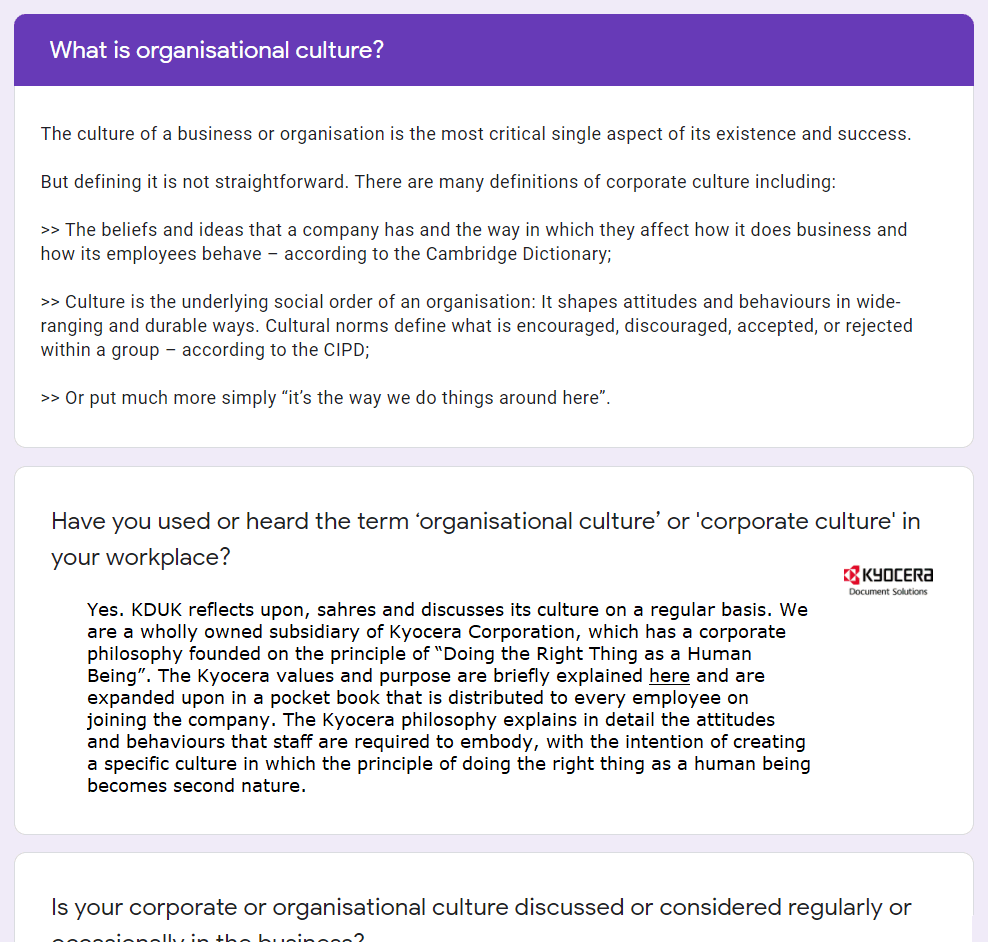 What is organisational culture?
The culture of a business or organisation is the most critical single aspect of its existence and success.
But defining it is not straightforward. There are many definitions of corporate culture including:
>> The beliefs and ideas that a company has and the way in which they affect how it does business and
how its employees behave – according to the Cambridge Dictionary;
>> Culture is the underlying social order of an organisation: It shapes attitudes and behaviours in wide-
ranging and durable ways. Cultural norms define what is encouraged, discouraged, accepted, or rejected
within a group – according to the CIPD;
>> Or put much more simply “it’s the way we do things around here”.
Have you used or heard the term ‘organisational culture’ or 'corporate culture' in
your workplace?
KYOCERA
Document Solutions
Yes. KDUK reflects upon, sahres and discusses its culture on a regular basis. We
are a wholly owned subsidiary of Kyocera Corporation, which has a corporate
philosophy founded on the principle of “Doing the Right Thing as a Human
Being”. The Kyocera values and purpose are briefly explained here and are
expanded upon in a pocket book that is distributed to every employee on
joining the company. The Kyocera philosophy explains in detail the attitudes
and behaviours that staff are required to embody, with the intention of creating
a specific culture in which the principle of doing the right thing as a human being
becomes second nature.
Is your corporate or organisational culture discussed or considered regularly or
occasionally in the business?